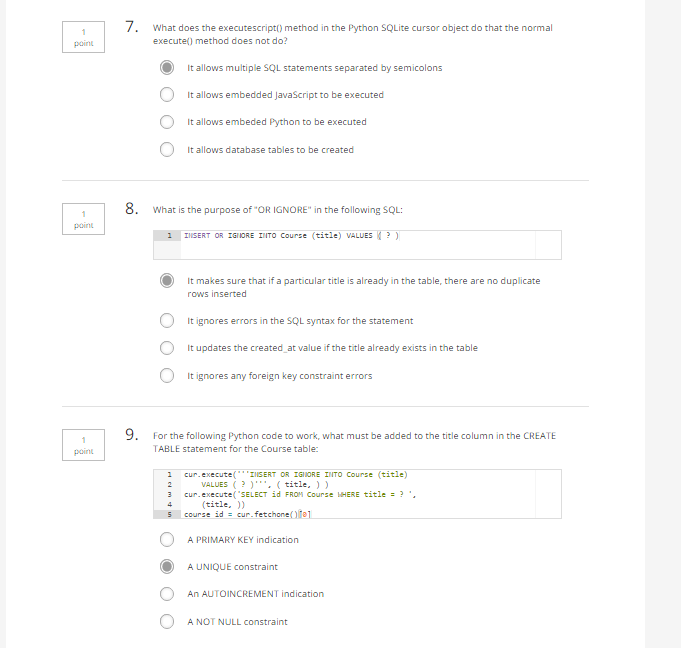 1
point
7. What does the executescript() method in the Python SQLite cursor object do that the normal
execute() method does not do?
It allows multiple SQL statements separated by semicolons
It allows embedded JavaScript to be executed
It allows embeded Python to be executed
It allows database tables to be created
1
point
8. What is the purpose of "OR IGNORE" in the following SQL:
1 INSERT OR IGNORE INTO Course (title) VALUES ( ? )
It makes sure that if a particular title is already in the table, there are no duplicate
rows inserted
It ignores errors in the SQL syntax for the statement
It updates the created_at value if the title already exists in the table
It ignores any foreign key constraint errors
1
point
9. For the following Python code to work, what must be added to the title column in the CREATE
TABLE statement for the Course table:
1 cur.execute('''INSERT OR IGNORE INTO Course (title)
2 VALUES ( ? )''', ( title, ) )
3 cur.execute('SELECT id FROM Course WHERE title = ? ',
4 (title, ))
5 course_id = cur.fetchone()[0]
A PRIMARY KEY indication
A UNIQUE constraint
An AUTOINCREMENT indication
A NOT NULL constraint